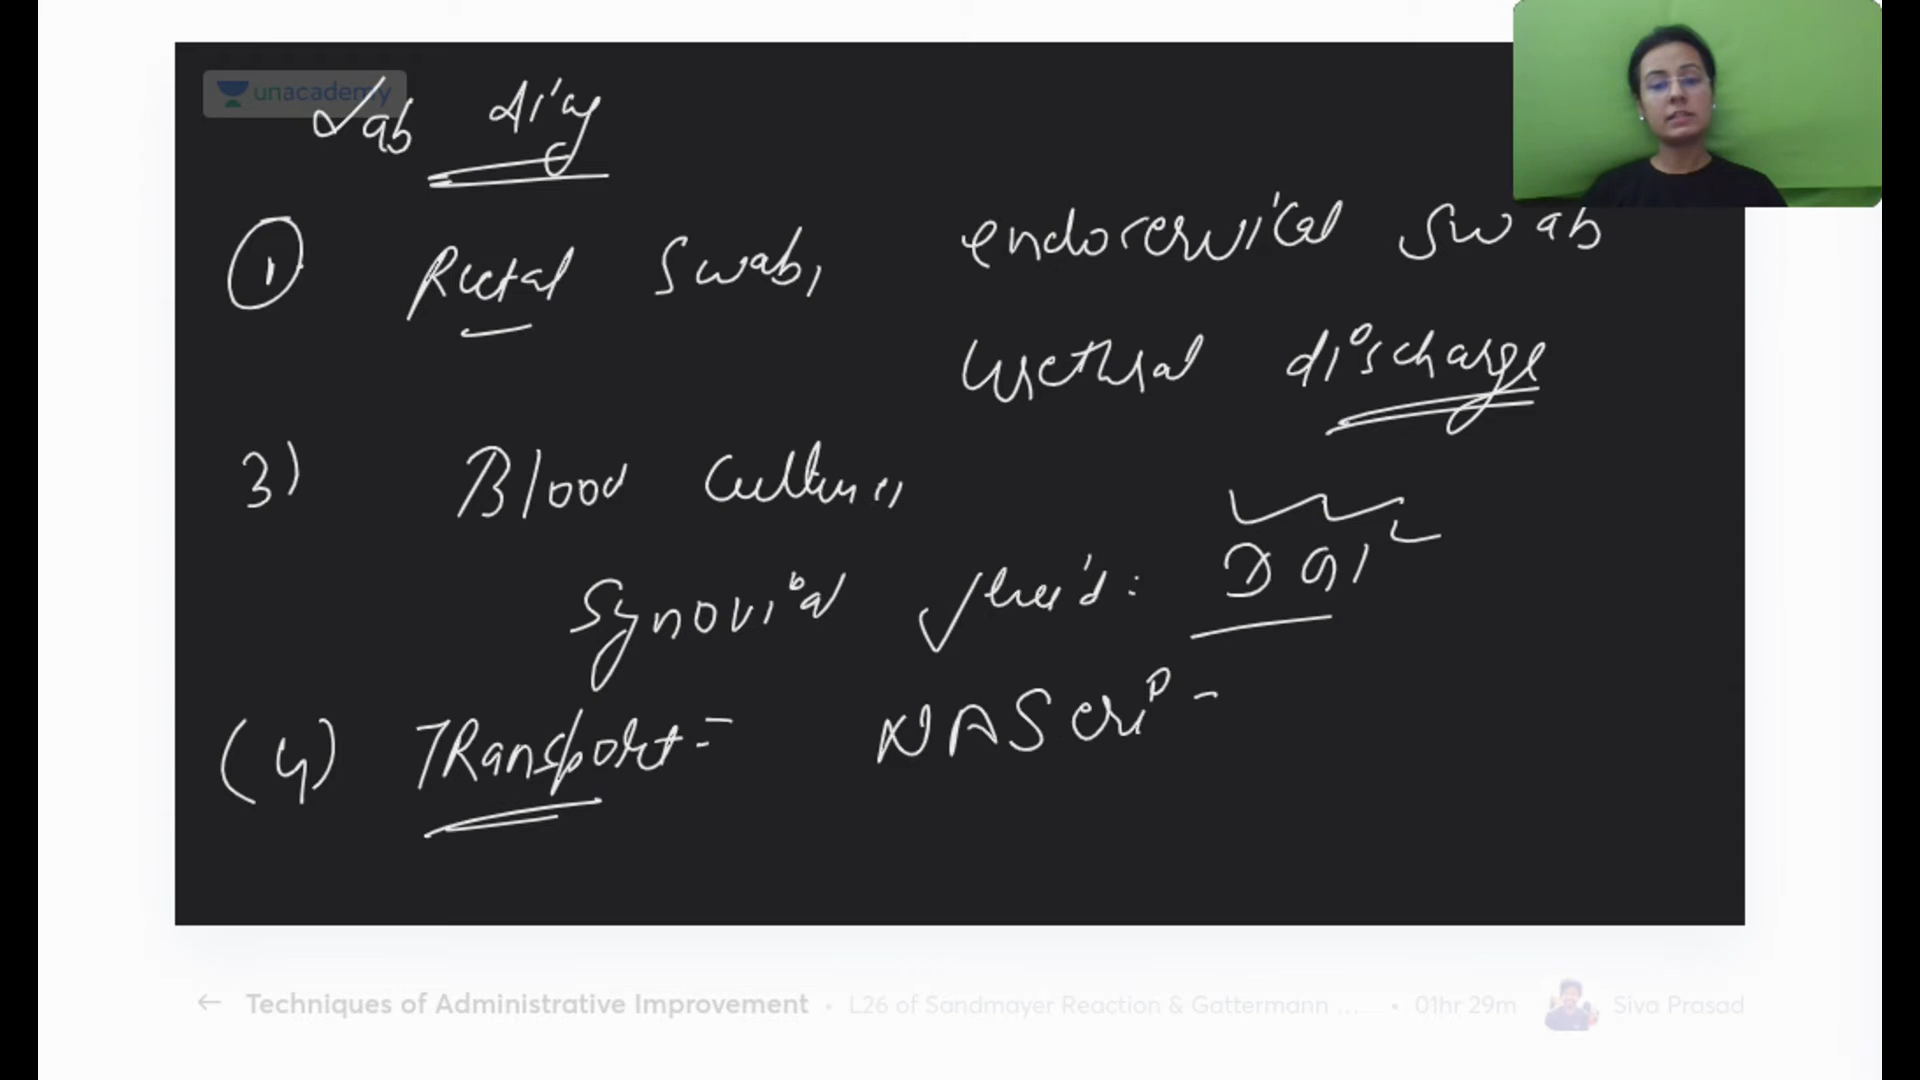 unacademy
Lab diag
1 Rectal Swab, endocervical Swab
Urethral discharge
3) Blood Culture,
Synovial fluid: DGI
(4) TRansport = NAScri
← Techniques of Administrative Improvement • L26 of Sandmayer Reaction & Gattermann ... • 01hr 29m Siva Prasad